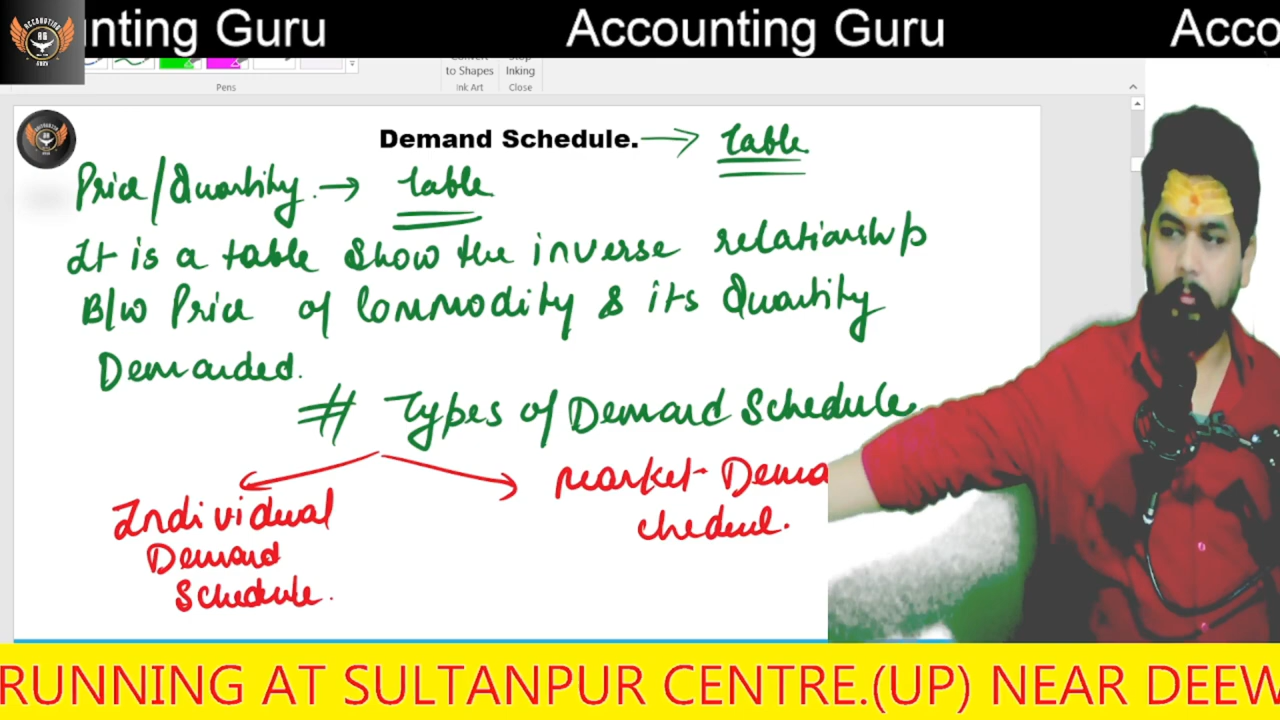 nting Guru Accounting Guru Acco
to Shapes Inking
Pens Ink Art Close
Demand Schedule. → Table
Price/Quantity. → Table
It is a table show the inverse relationship
B/w Price of Commodity & its Quantity
Demanded.
# Types of Demand Schedule
Individual
Demand
Schedule.
Market Dema
chedule.
RUNNING AT SULTANPUR CENTRE.(UP) NEAR DEEW